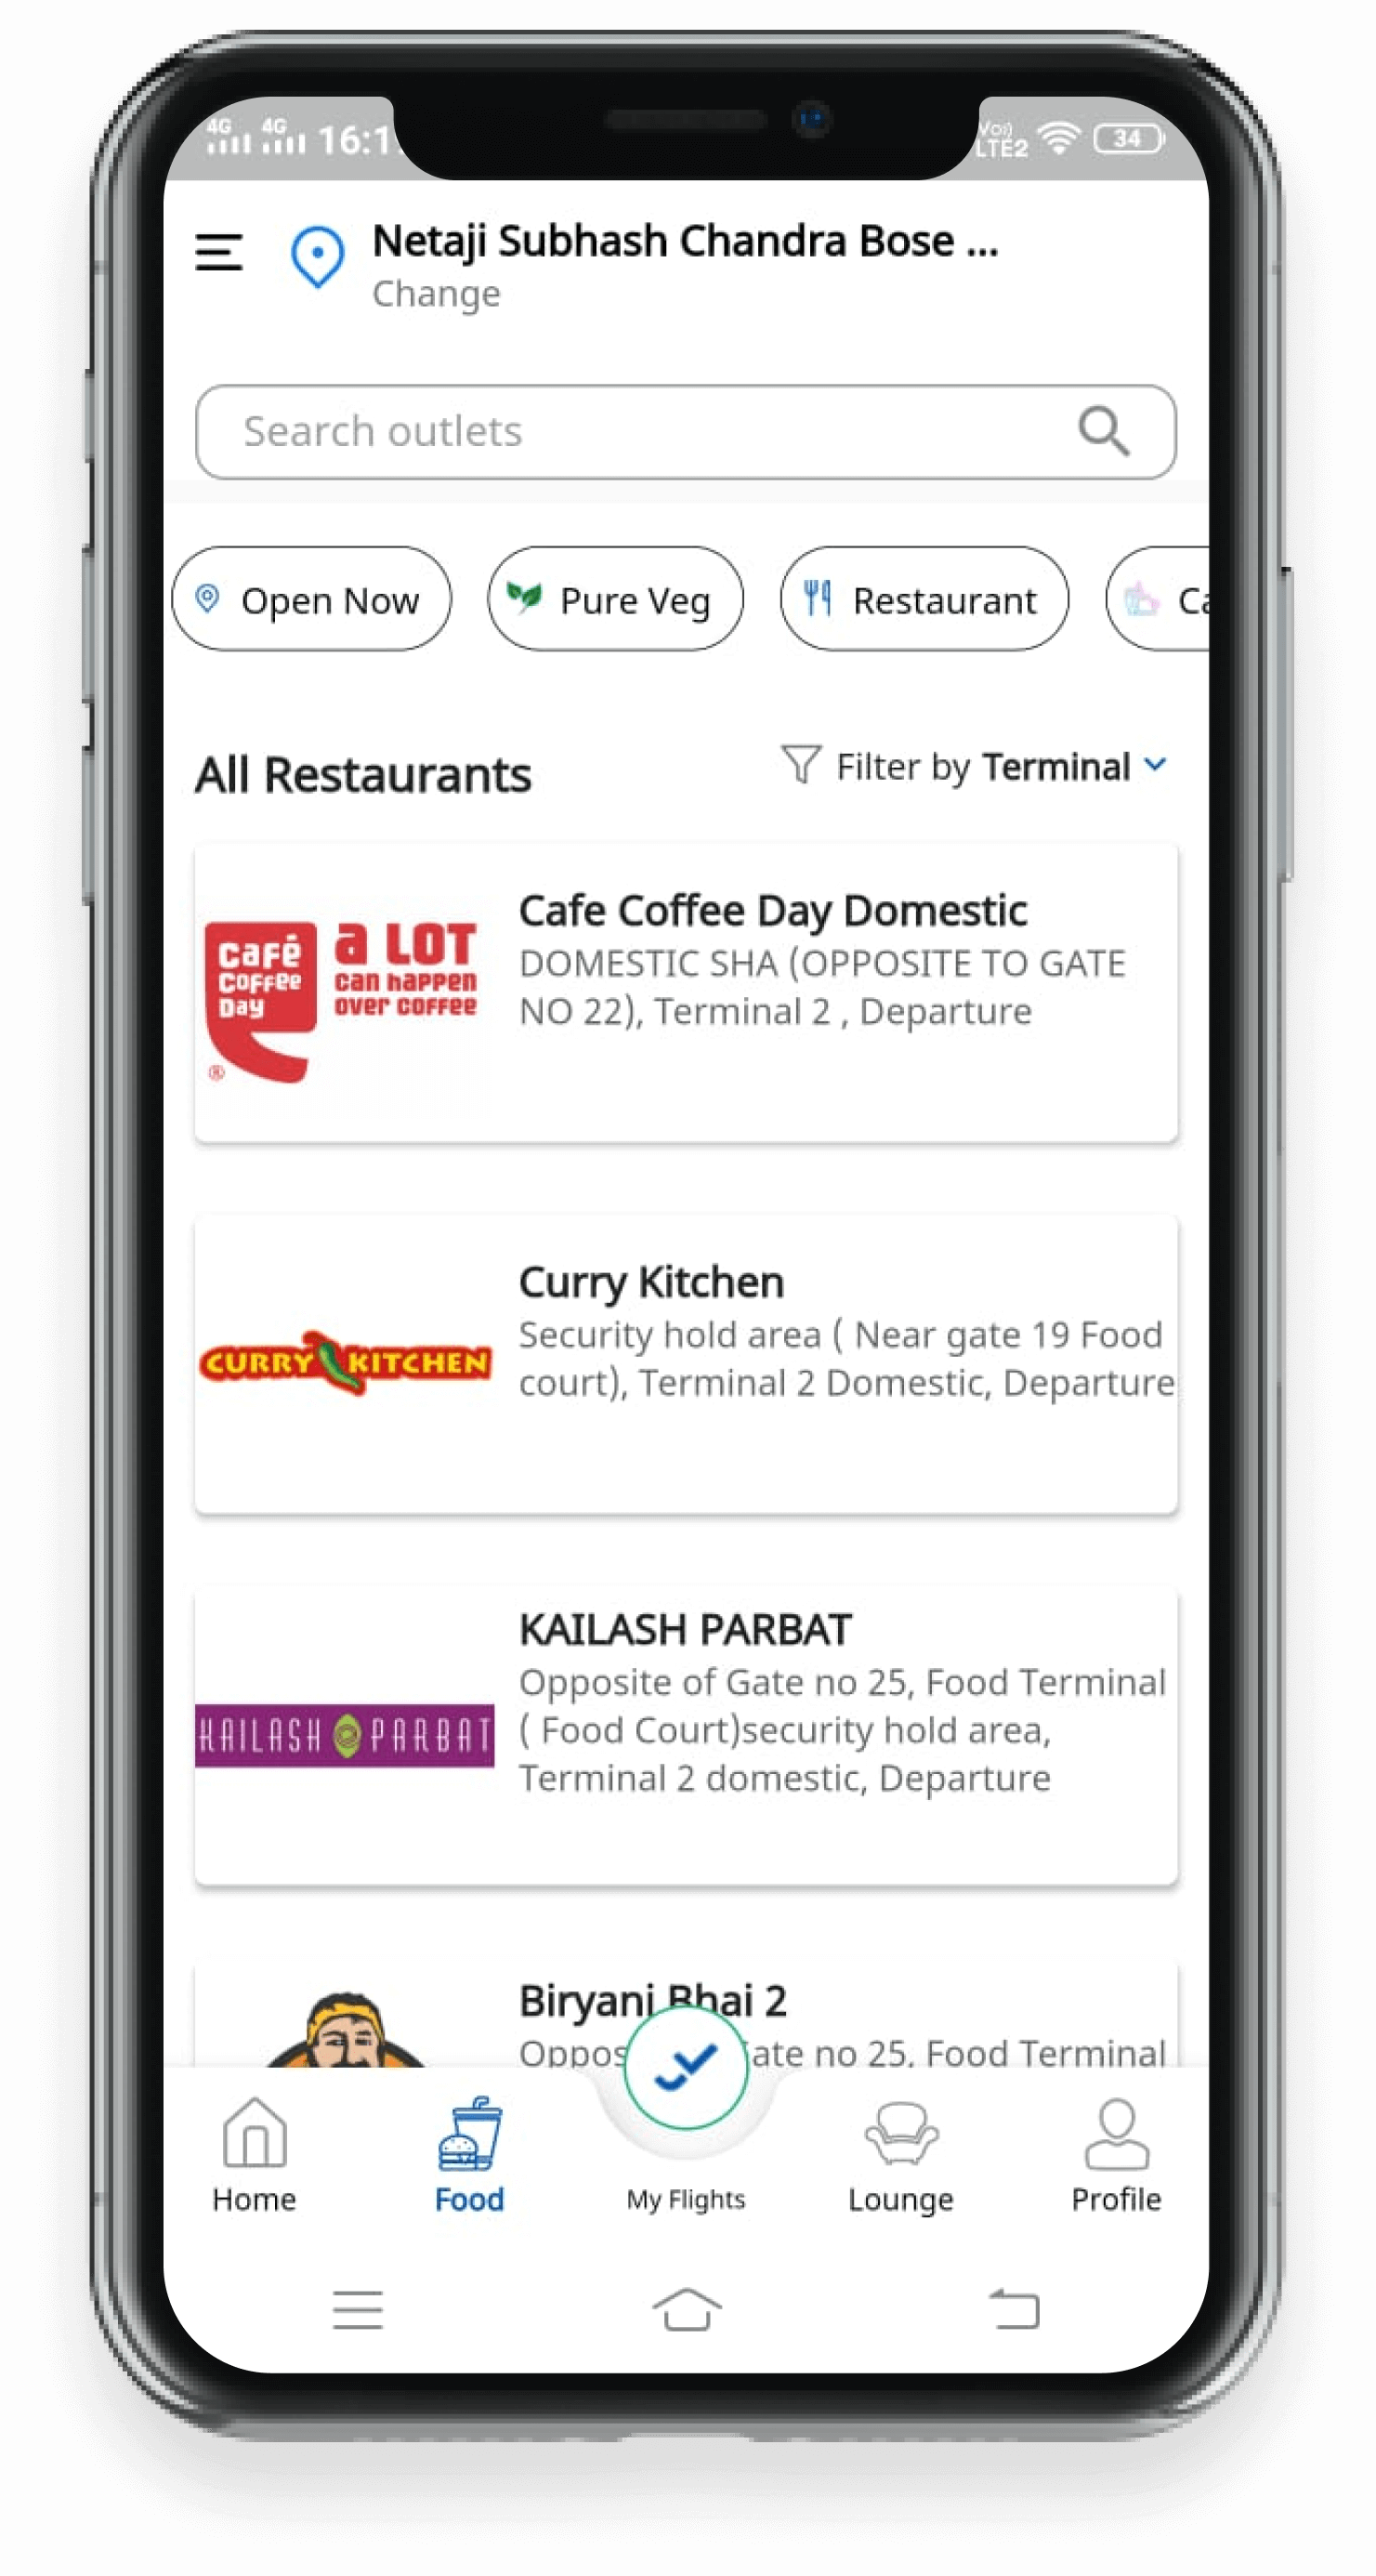 4G 4G 16:1
Vo)) LTE2 34
Netaji Subhash Chandra Bose ...
Change
Search outlets
Open Now Pure Veg Restaurant Ca
All Restaurants Filter by Terminal
Café Coffee Day ®
a LOT can happen over coffee
Cafe Coffee Day Domestic
DOMESTIC SHA (OPPOSITE TO GATE
NO 22), Terminal 2 , Departure
CURRY KITCHEN
Curry Kitchen
Security hold area ( Near gate 19 Food
court), Terminal 2 Domestic, Departure
KAILASH PARBAT
KAILASH PARBAT
Opposite of Gate no 25, Food Terminal
( Food Court)security hold area,
Terminal 2 domestic, Departure
Biryani Bhai 2
Oppos ate no 25, Food Terminal
Home Food My Flights Lounge Profile